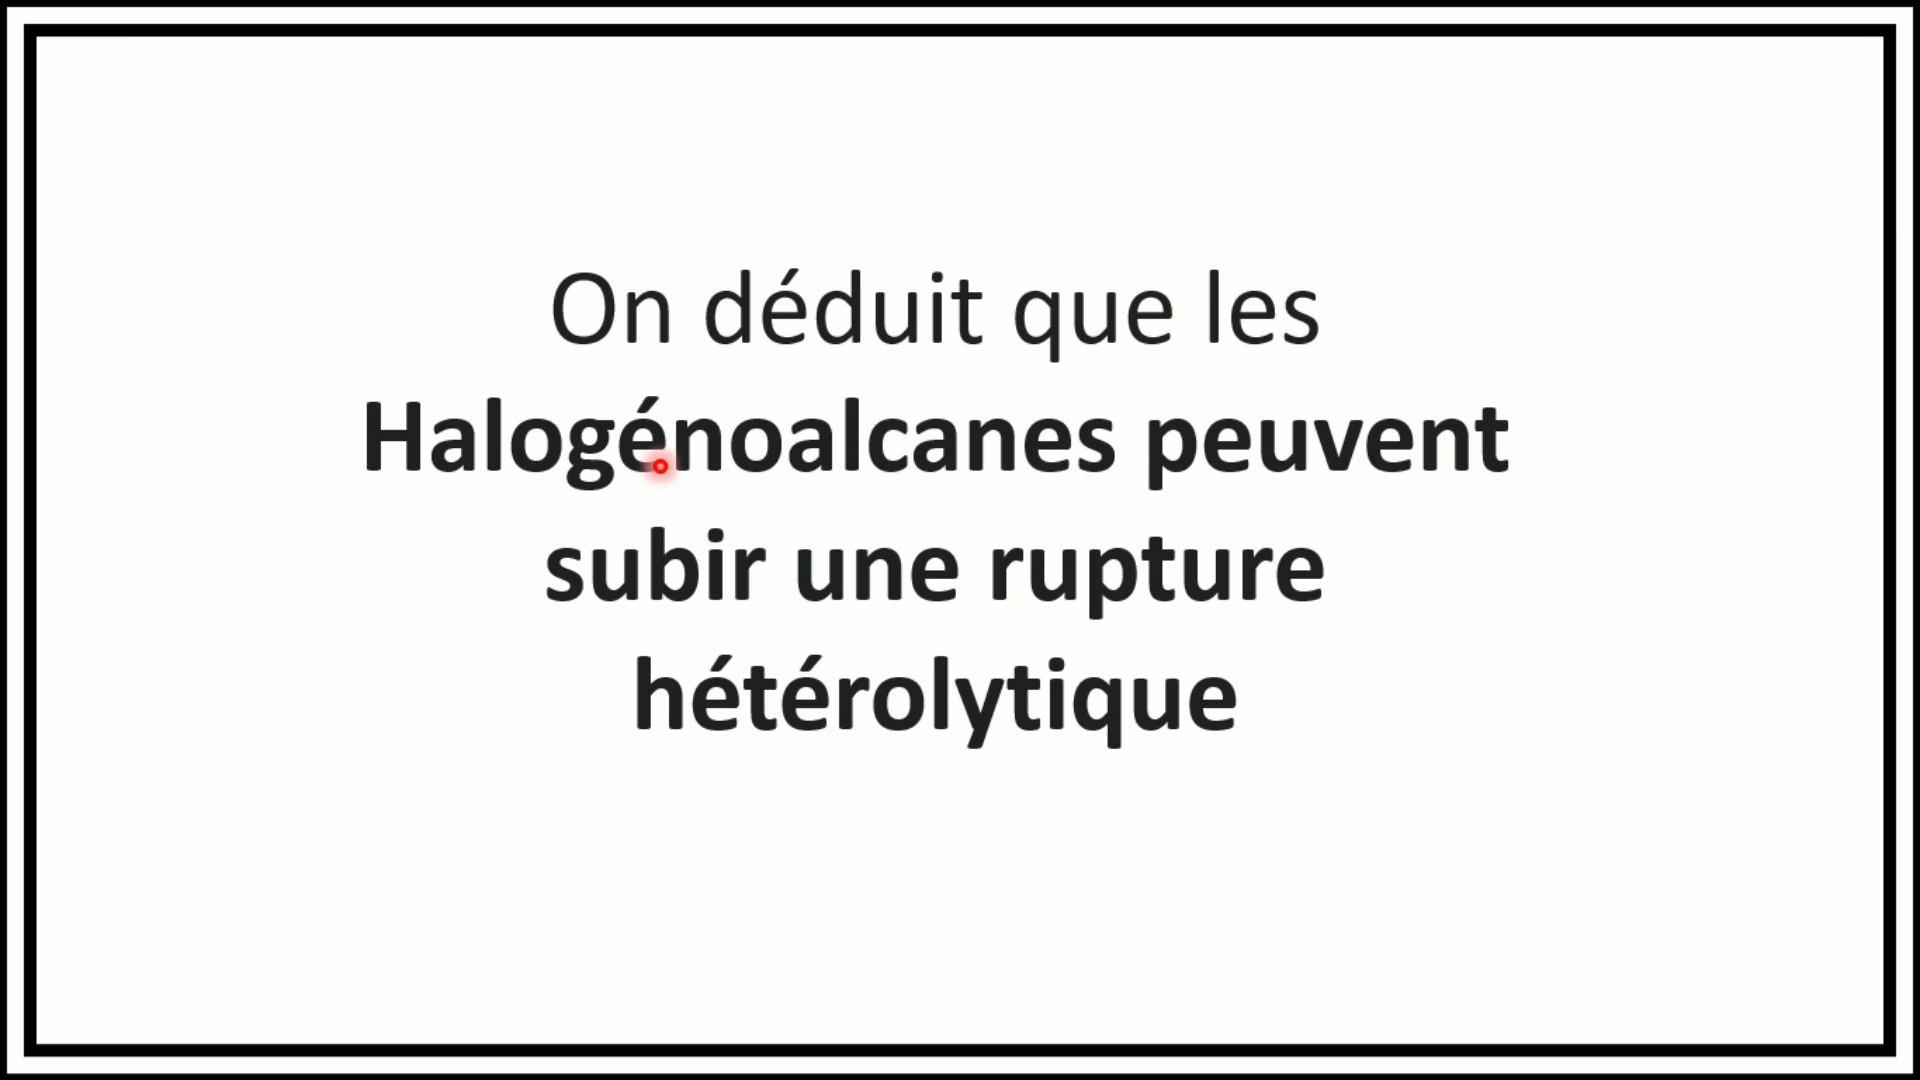 On déduit que les
Halogénoalcanes peuvent
subir une rupture
hétérolytique